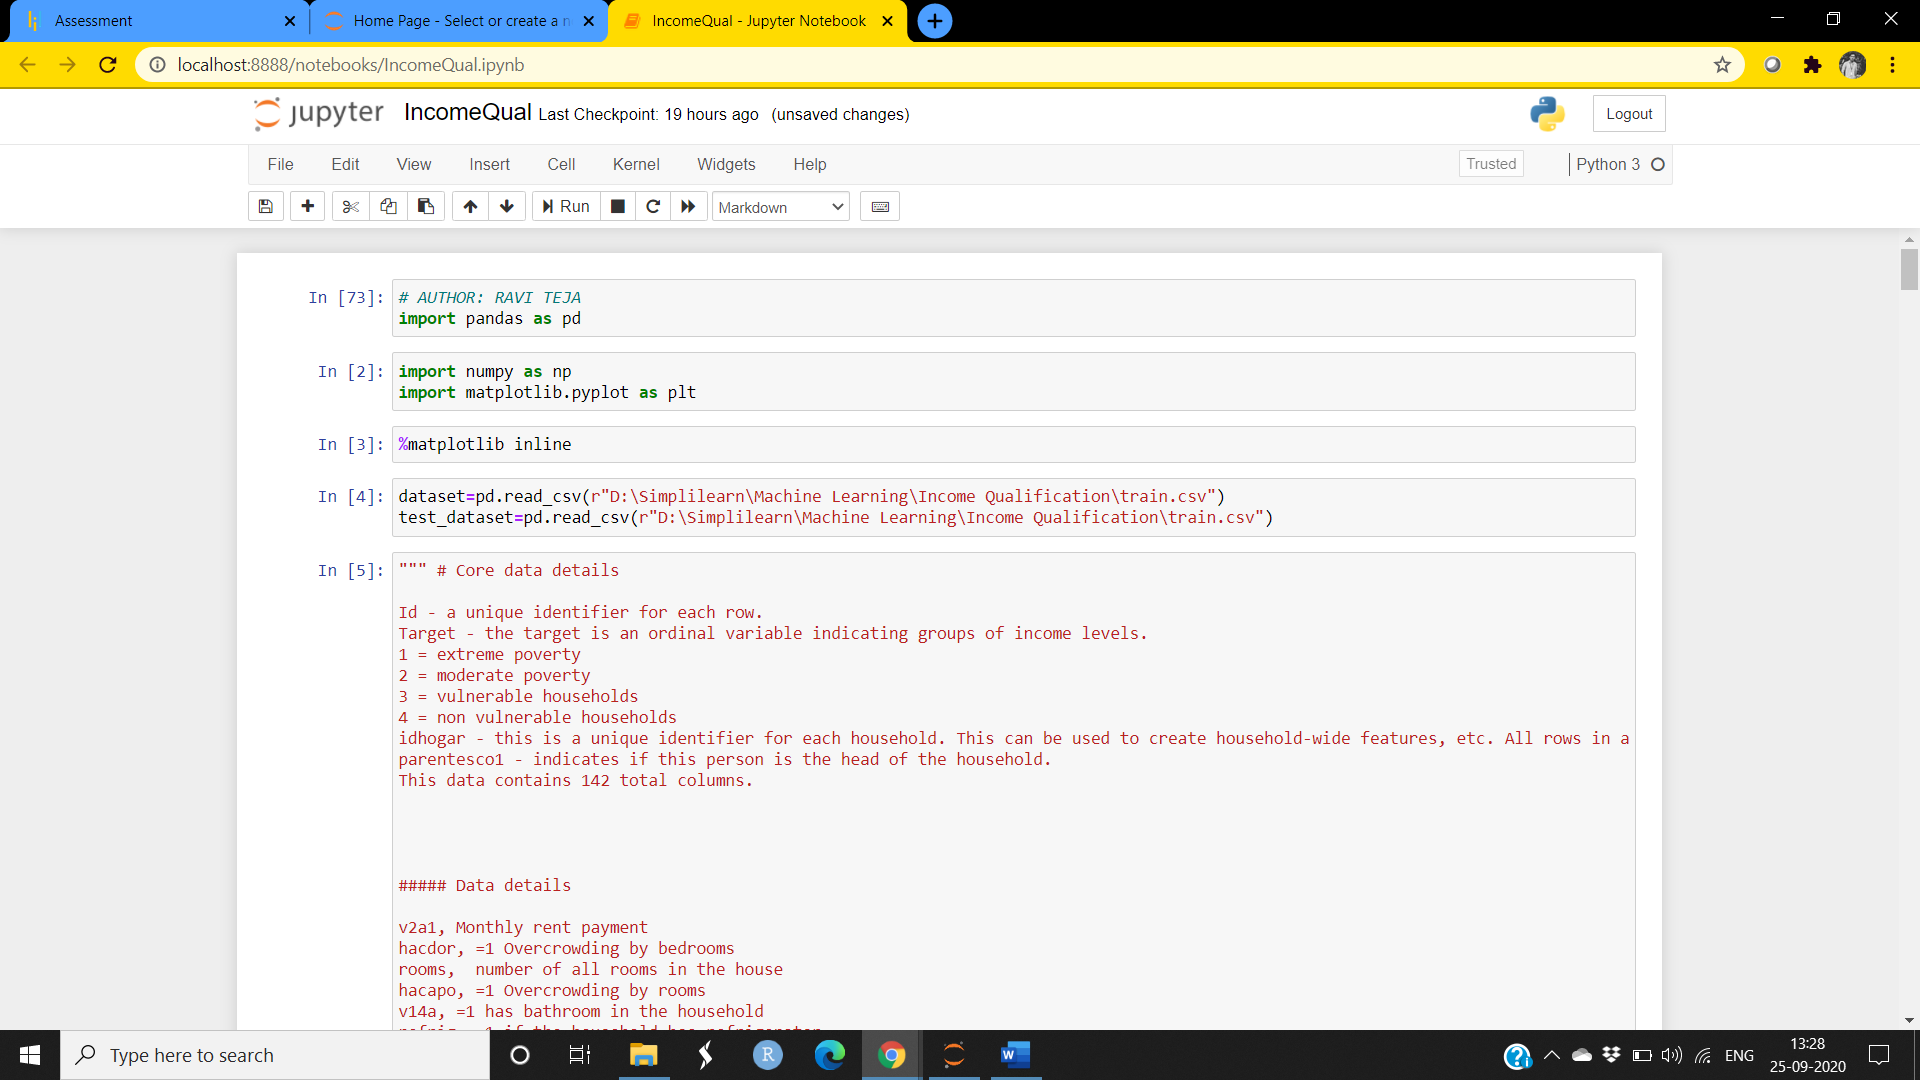 Assessment
Home Page - Select or create a n
IncomeQual - Jupyter Notebook
localhost:8888/notebooks/IncomeQual.ipynb
jupyter IncomeQual Last Checkpoint: 19 hours ago (unsaved changes)
Logout
File Edit View Insert Cell Kernel Widgets Help
Trusted Python 3
Run Markdown
In [73]: # AUTHOR: RAVI TEJA
import pandas as pd
In [2]: import numpy as np
import matplotlib.pyplot as plt
In [3]: %matplotlib inline
In [4]: dataset=pd.read_csv(r"D:\Simplilearn\Machine Learning\Income Qualification\train.csv")
test_dataset=pd.read_csv(r"D:\Simplilearn\Machine Learning\Income Qualification\train.csv")
In [5]: """ # Core data details
Id - a unique identifier for each row.
Target - the target is an ordinal variable indicating groups of income levels.
1 = extreme poverty
2 = moderate poverty
3 = vulnerable households
4 = non vulnerable households
idhogar - this is a unique identifier for each household. This can be used to create household-wide features, etc. All rows in a
parentesco1 - indicates if this person is the head of the household.
This data contains 142 total columns.
##### Data details
v2a1, Monthly rent payment
hacdor, =1 Overcrowding by bedrooms
rooms,  number of all rooms in the house
hacapo, =1 Overcrowding by rooms
v14a, =1 has bathroom in the household
Type here to search
ENG
13:28
25-09-2020